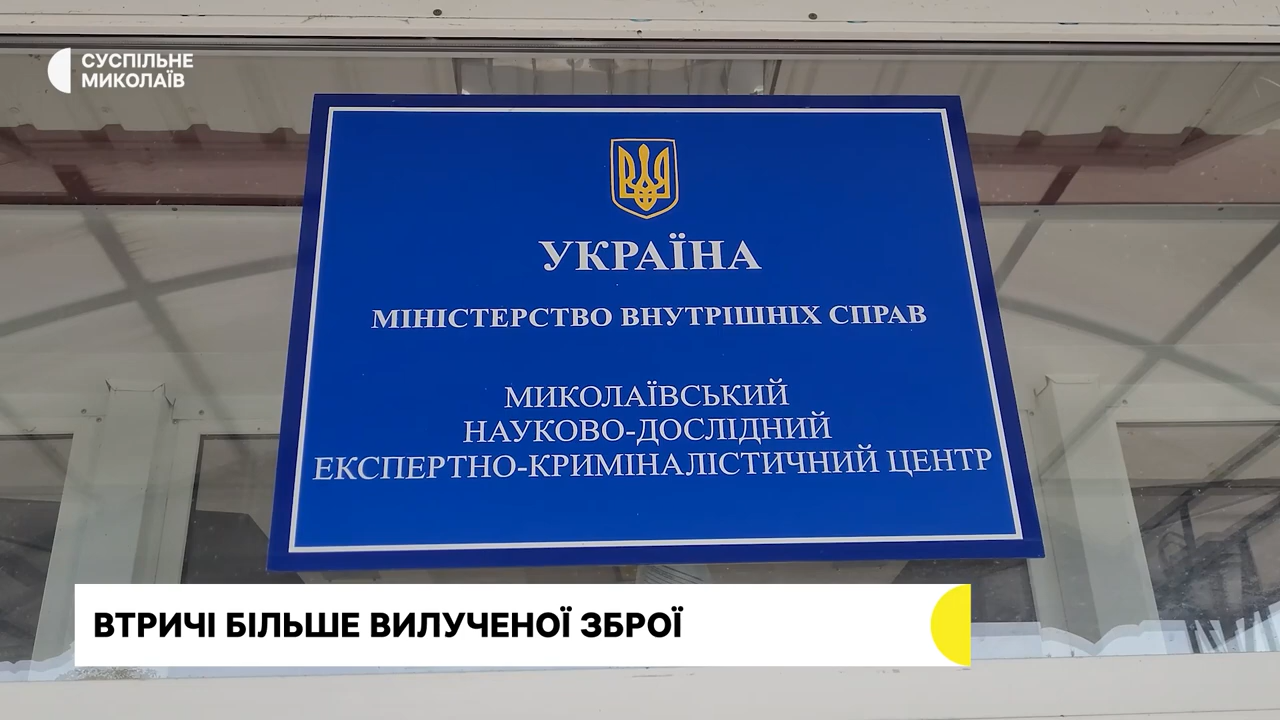 СУСПІЛЬНЕ
МИКОЛАЇВ
УКРАЇНА
МІНІСТЕРСТВО ВНУТРІШНІХ СПРАВ
МИКОЛАЇВСЬКИЙ
НАУКОВО-ДОСЛІДНИЙ
ЕКСПЕРТНО-КРИМІНАЛІСТИЧНИЙ ЦЕНТР
ВТРИЧІ БІЛЬШЕ ВИЛУЧЕНОЇ ЗБРОЇ